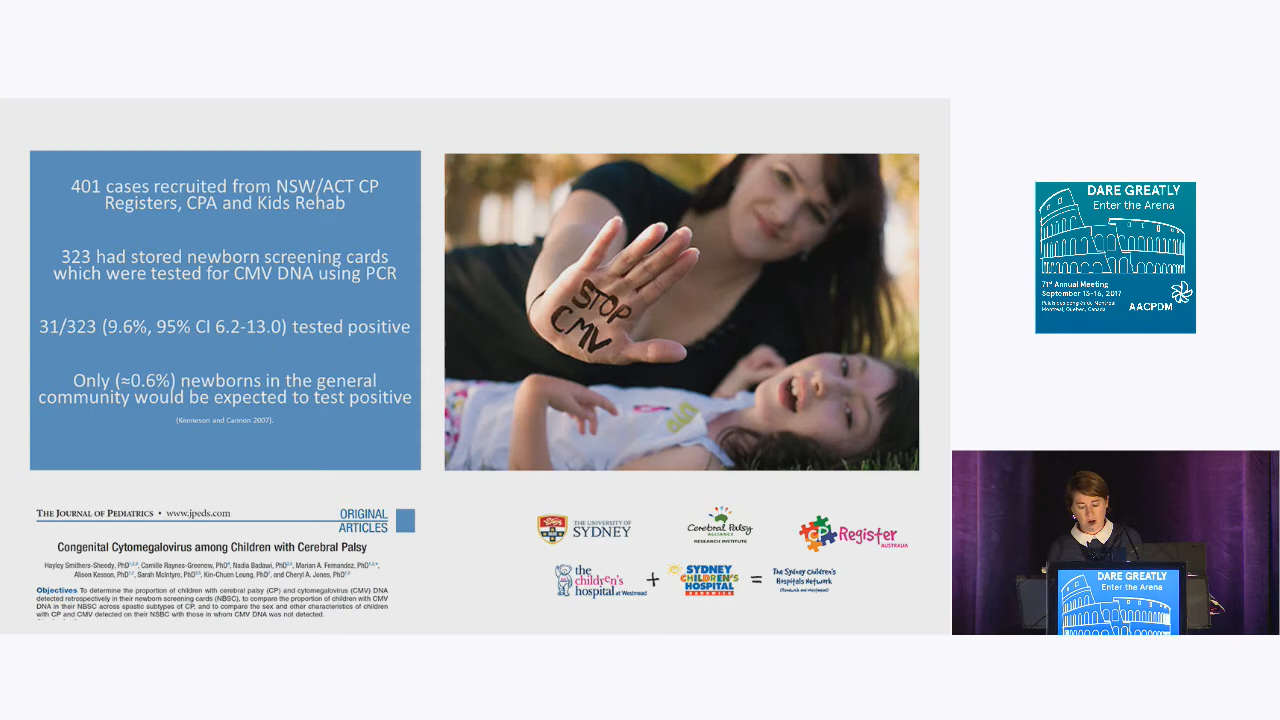 401 cases recruited from NSW/ACT CP
Registers, CPA and Kids Rehab
323 had stored newborn screening cards
which were tested for CMV DNA using PCR
31/323 (9.6%, 95% CI 6.2-13.0) tested positive
Only (≈0.6%) newborns in the general
community would be expected to test positive
(Kenneson and Cannon 2007).
STOP
CMV
THE JOURNAL OF PEDIATRICS • www.jpeds.com
ORIGINAL
ARTICLES
Congenital Cytomegalovirus among Children with Cerebral Palsy
Hayley Smithers-Sheedy, PhD, Camille Raynes-Greenow, PhD, Nadia Badawi, PhD, Marian A. Fernandez, PhD,
Alison Kesson, PhD, Sarah McIntyre, PhD, Kin-Chuen Leung, PhD, and Cheryl A. Jones, PhD
Objectives To determine the proportion of children with cerebral palsy (CP) and cytomegalovirus (CMV) DNA
detected retrospectively in their newborn screening cards (NBSC), to compare the proportion of children with CMV
DNA in their NBSC across spastic subtypes of CP, and to compare the sex and other characteristics of children
with CP and CMV detected on their NBSC with those in whom CMV DNA was not detected.
THE UNIVERSITY OF
SYDNEY
Cerebral Palsy
ALLIANCE
RESEARCH INSTITUTE
CP Register
AUSTRALIA
the
children's
hospital at Westmead
+
SYDNEY
CHILDREN'S
HOSPITAL
RANDWICK
=
The Sydney Children's
Hospitals Network
(Randwick and Westmead)
DARE GREATLY
Enter the Arena
71st Annual Meeting
September 13-16, 2017
Palais des congrès de Montréal
Montreal, Quebec, Canada
AACPDM
DARE GREATLY
Enter the Arena